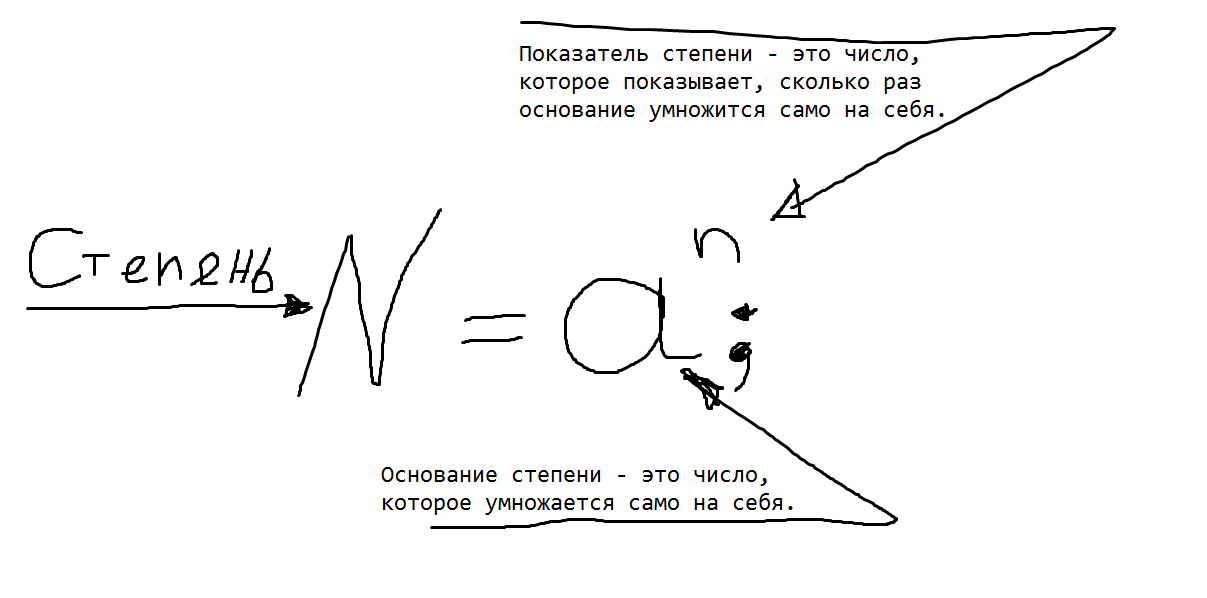 Показатель степени - это число,
которое показывает, сколько раз
основание умножится само на себя.
Степень
N = aⁿ;
Основание степени - это число,
которое умножается само на себя.